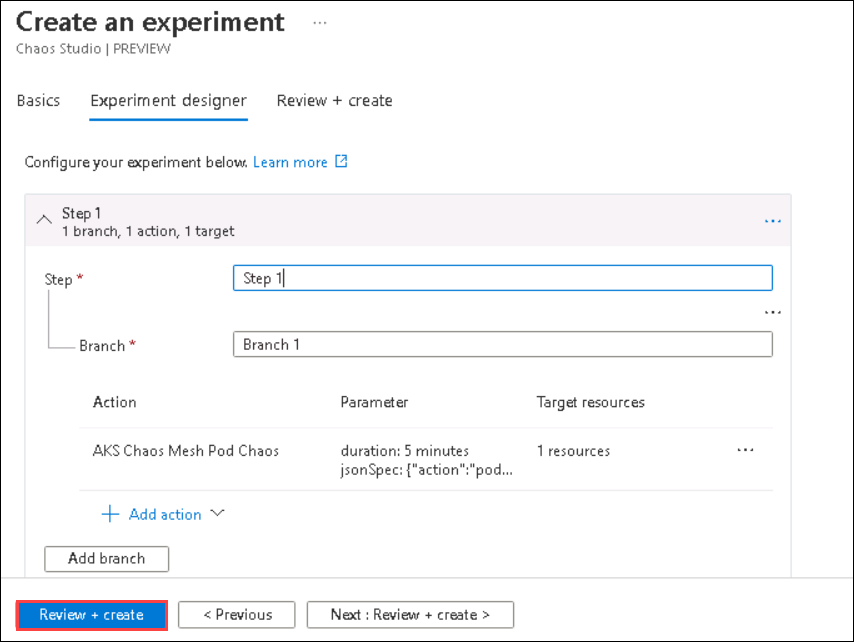 Create an experiment ...
Chaos Studio | PREVIEW
Basics Experiment designer Review + create
Configure your experiment below. Learn more
Step 1
1 branch, 1 action, 1 target
Step * Step 1
Branch * Branch 1
Action Parameter Target resources
AKS Chaos Mesh Pod Chaos duration: 5 minutes 1 resources
jsonSpec: {"action":"pod...
Add action
Add branch
Review + create < Previous Next : Review + create >